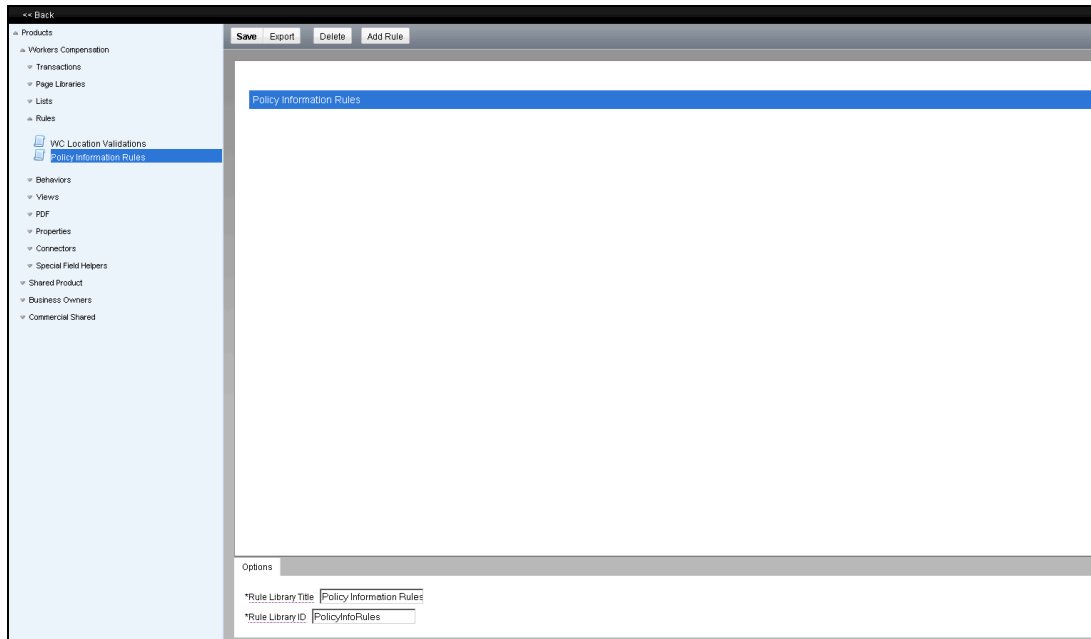 << Back
Products
Workers Compensation
Transactions
Page Libraries
Lists
Rules
WC Location Validations
Policy Information Rules
Behaviors
Views
PDF
Properties
Connectors
Special Field Helpers
Shared Product
Business Owners
Commercial Shared
Save Export Delete Add Rule
Policy Information Rules
Options
*Rule Library Title Policy Information Rules
*Rule Library ID PolicyInfoRules